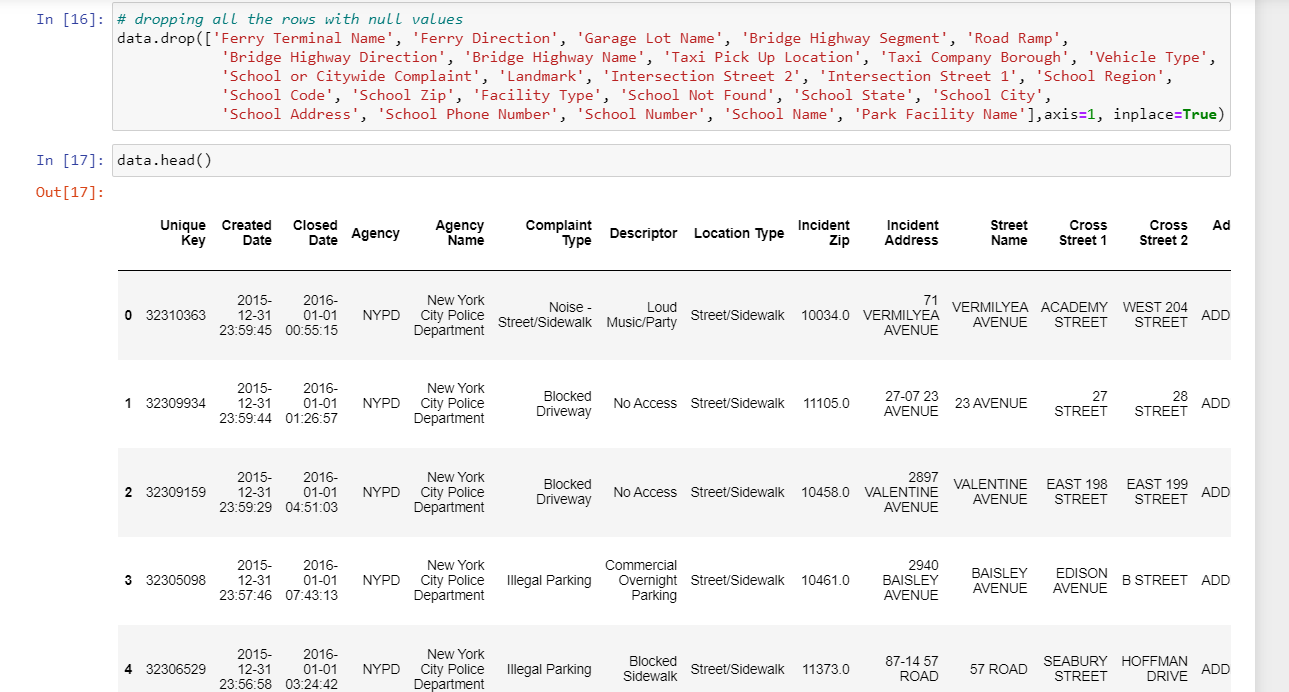 In [16]: # dropping all the rows with null values
data.drop(['Ferry Terminal Name', 'Ferry Direction', 'Garage Lot Name', 'Bridge Highway Segment', 'Road Ramp',
'Bridge Highway Direction', 'Bridge Highway Name', 'Taxi Pick Up Location', 'Taxi Company Borough', 'Vehicle Type',
'School or Citywide Complaint', 'Landmark', 'Intersection Street 2', 'Intersection Street 1', 'School Region',
'School Code', 'School Zip', 'Facility Type', 'School Not Found', 'School State', 'School City',
'School Address', 'School Phone Number', 'School Number', 'School Name', 'Park Facility Name'],axis=1, inplace=True)
In [17]: data.head()
Out[17]:
Unique Key Created Date Closed Date Agency Agency Name Complaint Type Descriptor Location Type Incident Zip Incident Address Street Name Cross Street 1 Cross Street 2 Ad
0 32310363 2015-12-31 23:59:45 2016-01-01 00:55:15 NYPD New York City Police Department Noise - Street/Sidewalk Loud Music/Party Street/Sidewalk 10034.0 71 VERMILYEA AVENUE VERMILYEA AVENUE ACADEMY STREET WEST 204 STREET ADD
1 32309934 2015-12-31 23:59:44 2016-01-01 01:26:57 NYPD New York City Police Department Blocked Driveway No Access Street/Sidewalk 11105.0 27-07 23 AVENUE 23 AVENUE 27 STREET 28 STREET ADD
2 32309159 2015-12-31 23:59:29 2016-01-01 04:51:03 NYPD New York City Police Department Blocked Driveway No Access Street/Sidewalk 10458.0 2897 VALENTINE AVENUE VALENTINE AVENUE EAST 198 STREET EAST 199 STREET ADD
3 32305098 2015-12-31 23:57:46 2016-01-01 07:43:13 NYPD New York City Police Department Illegal Parking Commercial Overnight Parking Street/Sidewalk 10461.0 2940 BAISLEY AVENUE BAISLEY AVENUE EDISON AVENUE B STREET ADD
4 32306529 2015-12-31 23:56:58 2016-01-01 03:24:42 NYPD New York City Police Department Illegal Parking Blocked Sidewalk Street/Sidewalk 11373.0 87-14 57 ROAD 57 ROAD SEABURY STREET HOFFMAN DRIVE ADD